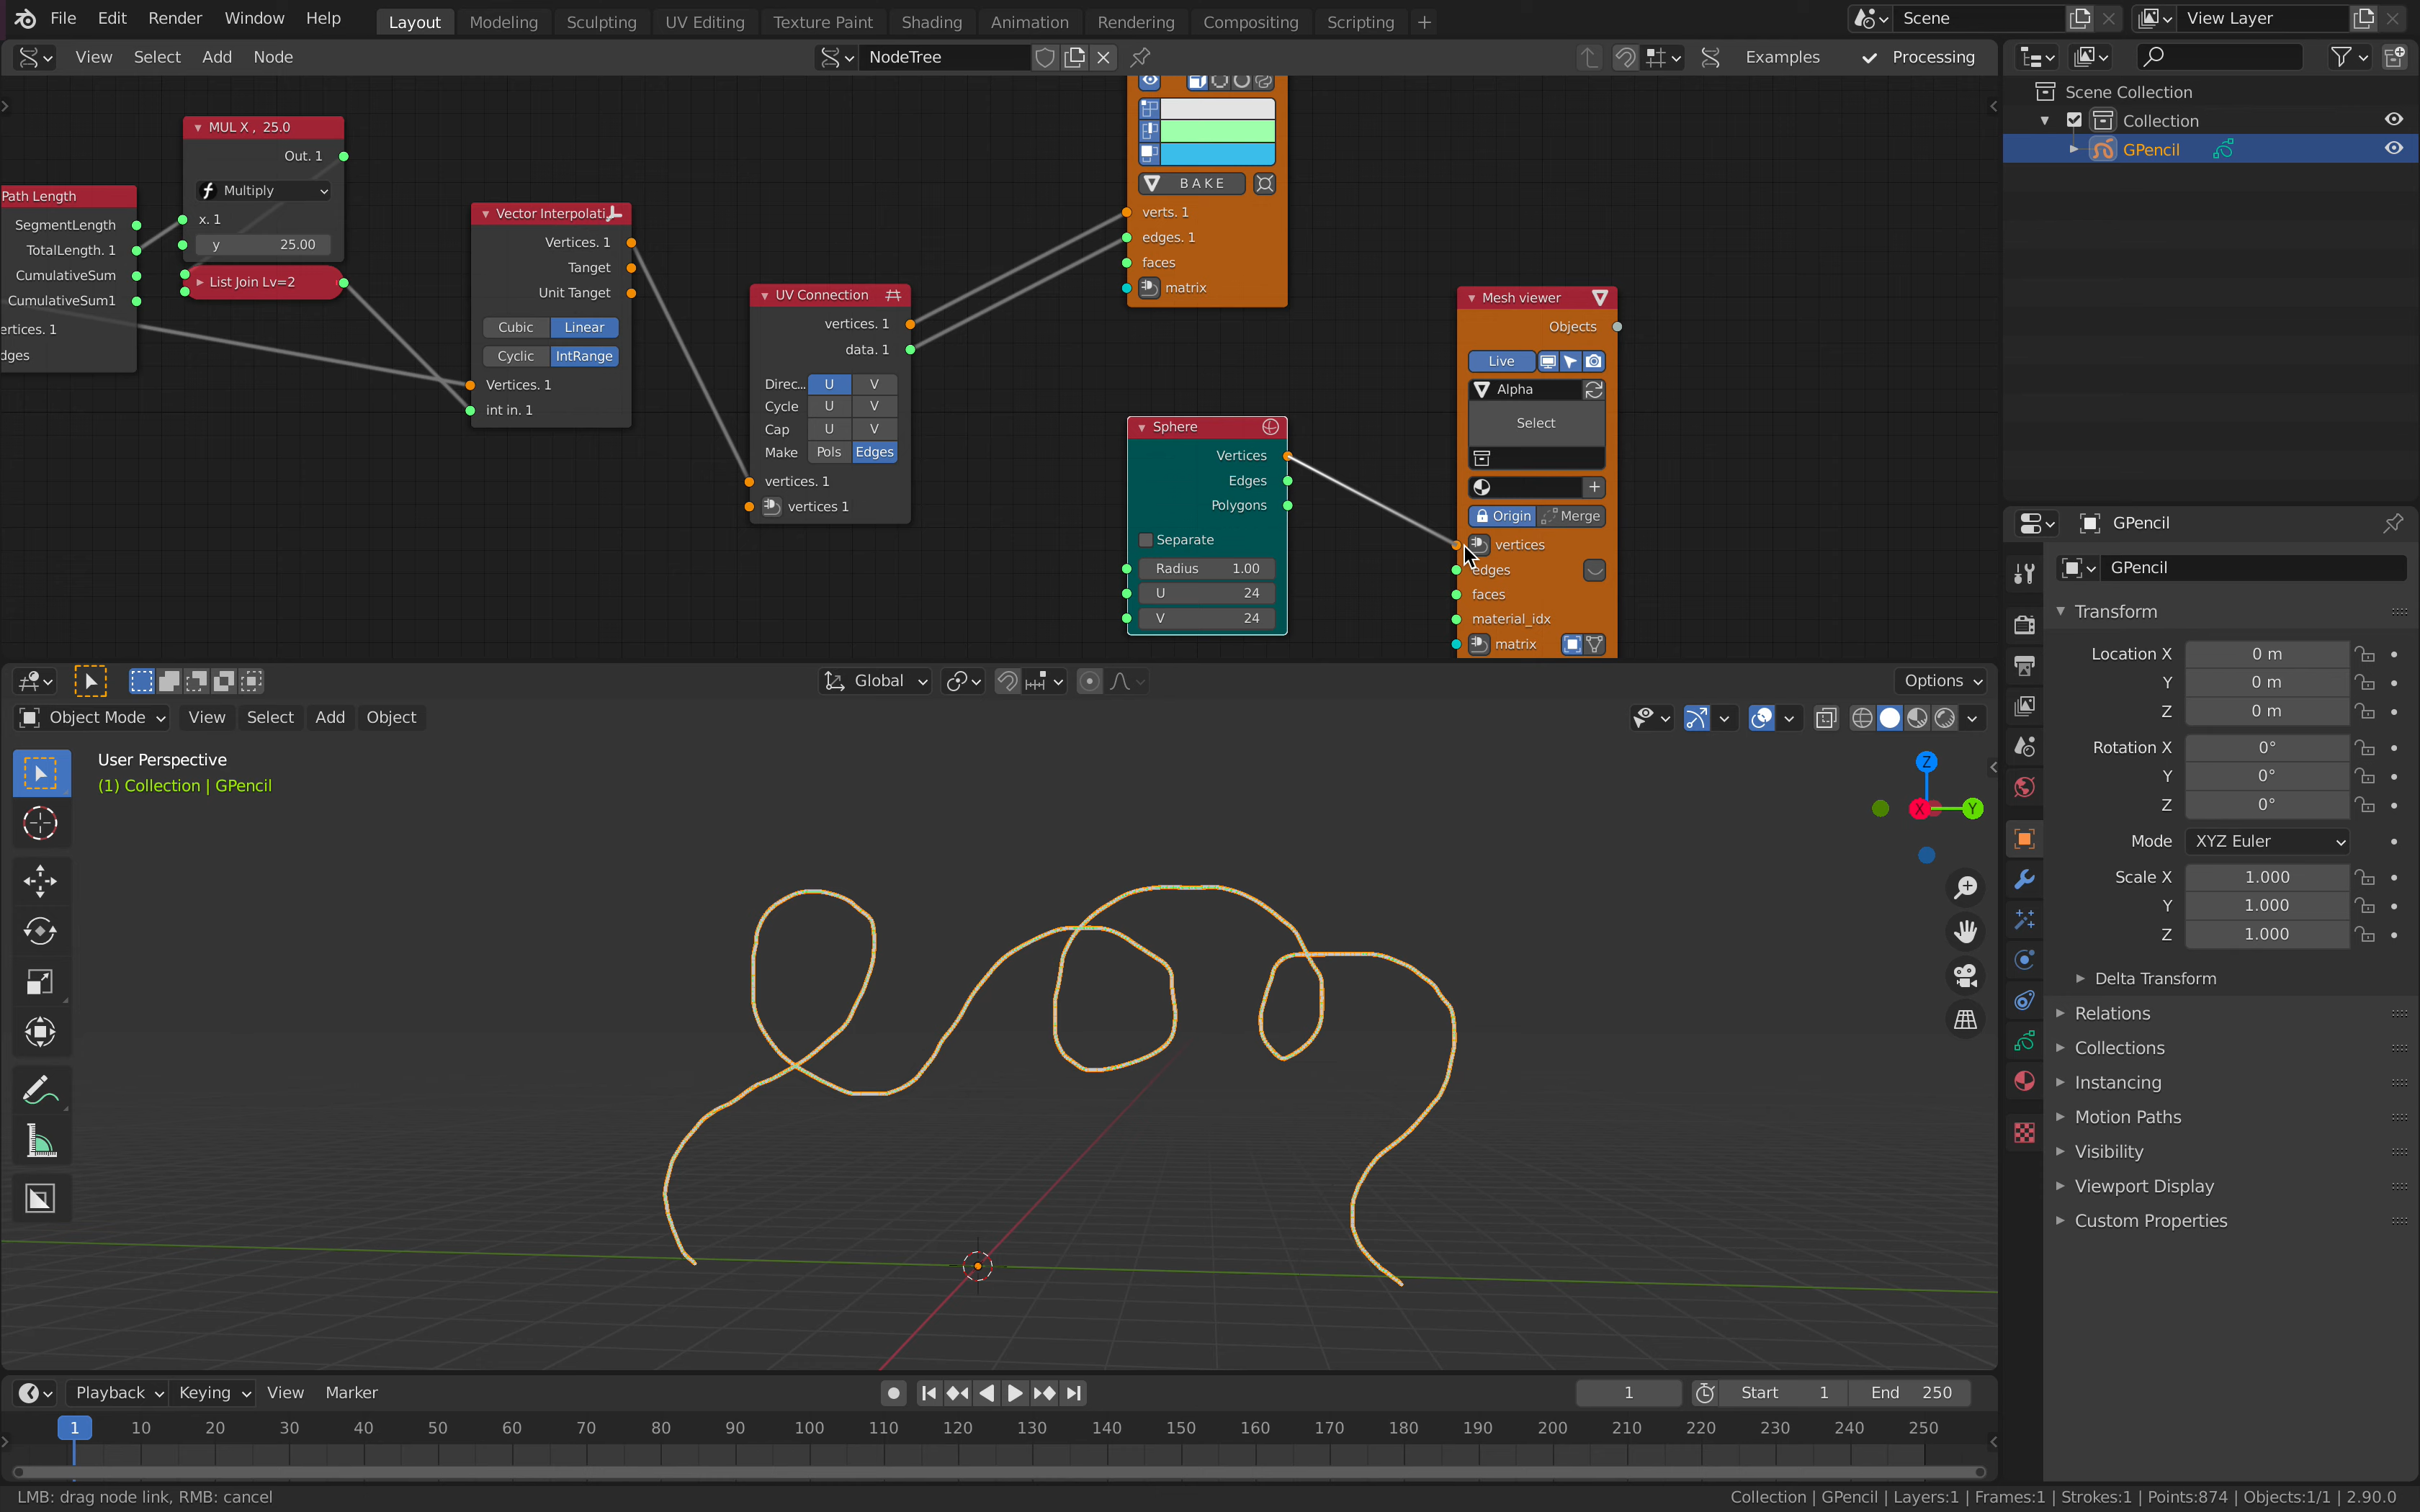 File Edit Render Window Help
Layout Modeling Sculpting UV Editing Texture Paint Shading Animation Rendering Compositing Scripting +
Scene
View Layer
View Select Add Node
NodeTree
Examples
Processing
MUL X , 25.0
Out. 1
Multiply
x. 1
y 25.00
Path Length
SegmentLength
TotalLength. 1
CumulativeSum
CumulativeSum1
ertices. 1
dges
List Join Lv=2
Vector Interpolati
Vertices. 1
Tanget
Unit Tanget
Cubic Linear
Cyclic IntRange
Vertices. 1
int in. 1
UV Connection
vertices. 1
data. 1
Direc... U V
Cycle U V
Cap U V
Make Pols Edges
vertices. 1
vertices 1
BAKE
verts. 1
edges. 1
faces
matrix
Sphere
Vertices
Edges
Polygons
Separate
Radius 1.00
U 24
V 24
Mesh viewer
Objects
Live
Alpha
Select
Origin Merge
vertices
edges
faces
material_idx
matrix
Scene Collection
Collection
GPencil
GPencil
GPencil
Transform
Location X 0 m
Y 0 m
Z 0 m
Rotation X 0°
Y 0°
Z 0°
Mode XYZ Euler
Scale X 1.000
Y 1.000
Z 1.000
Delta Transform
Relations
Collections
Instancing
Motion Paths
Visibility
Viewport Display
Custom Properties
Global
Options
Object Mode View Select Add Object
User Perspective
(1) Collection | GPencil
Z
X
Y
Playback Keying View Marker
1
Start 1
End 250
1 10 20 30 40 50 60 70 80 90 100 110 120 130 140 150 160 170 180 190 200 210 220 230 240 250
LMB: drag node link, RMB: cancel
Collection | GPencil | Layers:1 | Frames:1 | Strokes:1 | Points:874 | Objects:1/1 | 2.90.0